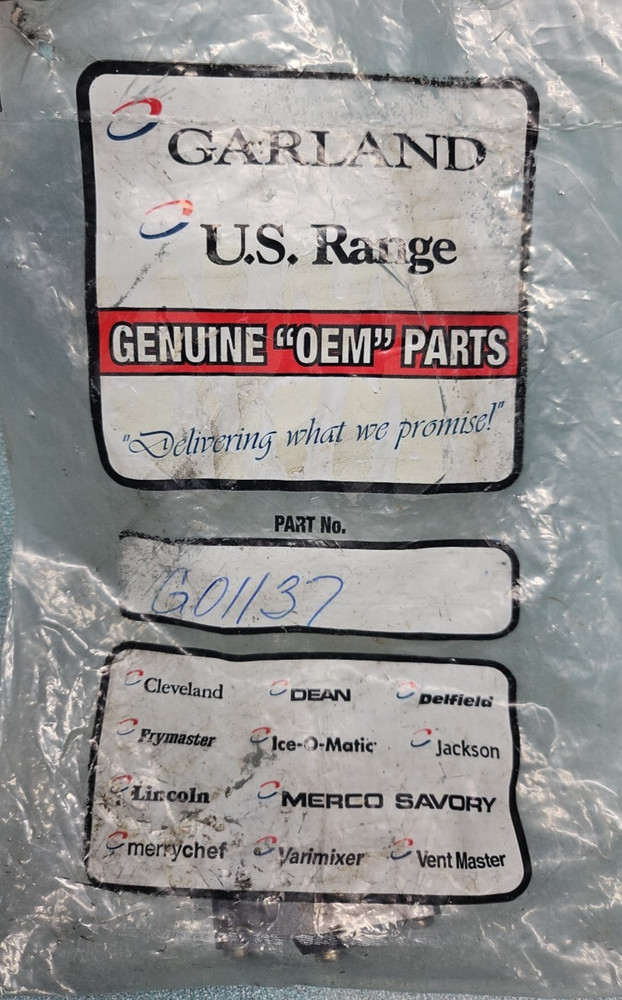 GARLAND
U.S. Range
GENUINE “OEM” PARTS
"Delivering what we promise!"
PART No.
G01137
Cleveland DEAN Delfield
Frymaster Ice-O-Matic Jackson
Lincoln MERCO SAVORY
merrychef Varimixer Vent Master